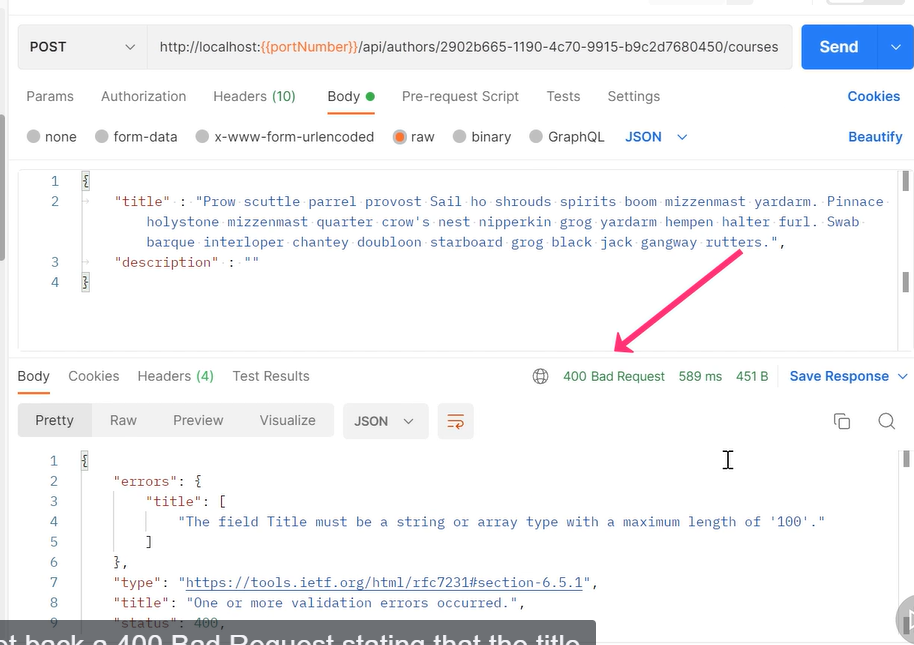 POST
http://localhost:{{portNumber}}/api/authors/2902b665-1190-4c70-9915-b9c2d7680450/courses
Send
Params Authorization Headers (10) Body Pre-request Script Tests Settings Cookies
none form-data x-www-form-urlencoded raw binary GraphQL JSON Beautify
1 {
2 "title" : "Prow scuttle parrel provost Sail ho shrouds spirits boom mizzenmast yardarm. Pinnace
holystone mizzenmast quarter crow's nest nipperkin grog yardarm hempen halter furl. Swab
barque interloper chantey doubloon starboard grog black jack gangway rutters.",
3 "description" : ""
4 }
Body Cookies Headers (4) Test Results 400 Bad Request 589 ms 451 B Save Response
Pretty Raw Preview Visualize JSON
1 {
2 "errors": {
3 "title": [
4 "The field Title must be a string or array type with a maximum length of '100'."
5 ]
6 },
7 "type": "https://tools.ietf.org/html/rfc7231#section-6.5.1",
8 "title": "One or more validation errors occurred.",
9 "status": 400,
back a 400 Bad Request stating that the title